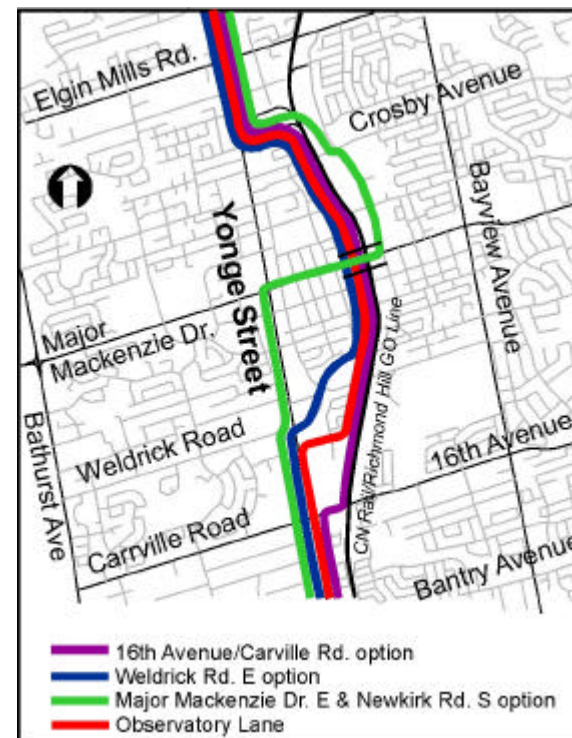 Elgin Mills Rd.
Crosby Avenue
Bayview Avenue
Yonge Street
Major
Mackenzie Dr.
CN Rail/Richmond Hill GO Line
Weldrick Road
16th Avenue
Bathurst Ave
Carrville Road
Bantry Avenue
16th Avenue/Carville Rd. option
Weldrick Rd. E option
Major Mackenzie Dr. E & Newkirk Rd. S option
Observatory Lane